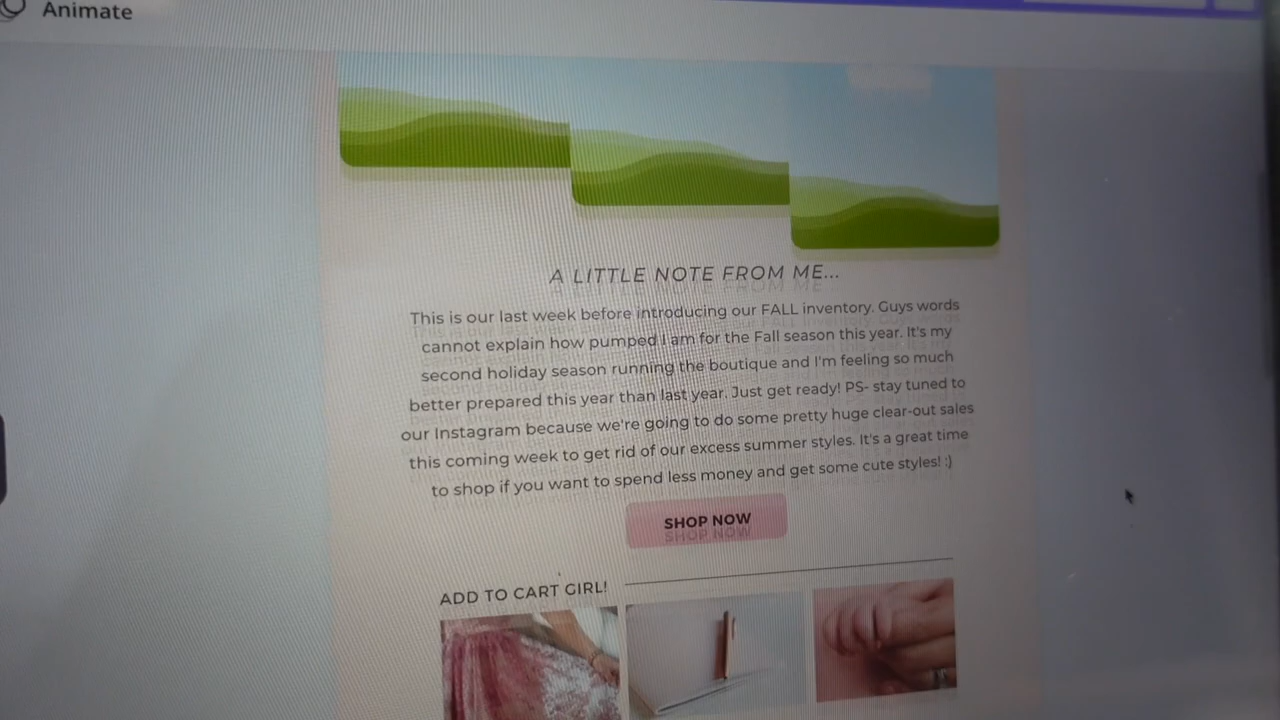 Animate
A LITTLE NOTE FROM ME...
This is our last week before introducing our FALL inventory. Guys words
cannot explain how pumped I am for the Fall season this year. It's my
second holiday season running the boutique and I'm feeling so much
better prepared this year than last year. Just get ready! PS- stay tuned to
our Instagram because we're going to do some pretty huge clear-out sales
this coming week to get rid of our excess summer styles. It's a great time
to shop if you want to spend less money and get some cute styles! :)
SHOP NOW
ADD TO CART GIRL!